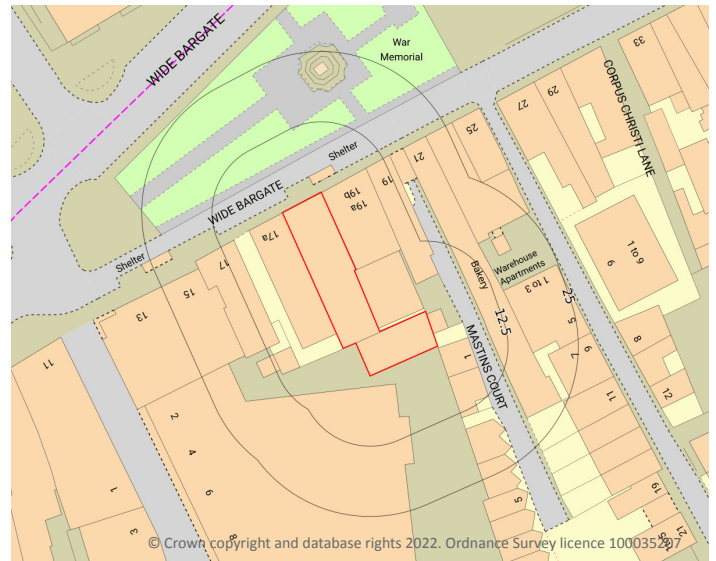 WIDE BARGATE
War
Memorial
33
29
27
CORPUS CHRISTI LANE
25
21
Shelter
19
19b
19a
WIDE BARGATE
17a
Shelter
17
15
13
11
Bakery
Warehouse
Apartments
1 to 3
1 to 9
6
12.5
25
5
7
9
8
12
11
MASTINS COURT
1
2
4
6
8
1
3
5
19
21
© Crown copyright and database rights 2022. Ordnance Survey licence 100035207